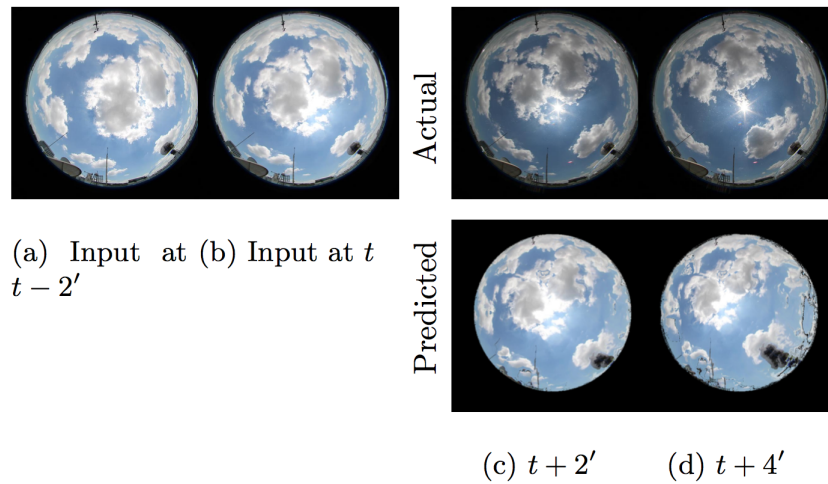 Actual
(a) Input at (b) Input at t
t − 2′
Predicted
(c) t + 2′ (d) t + 4′